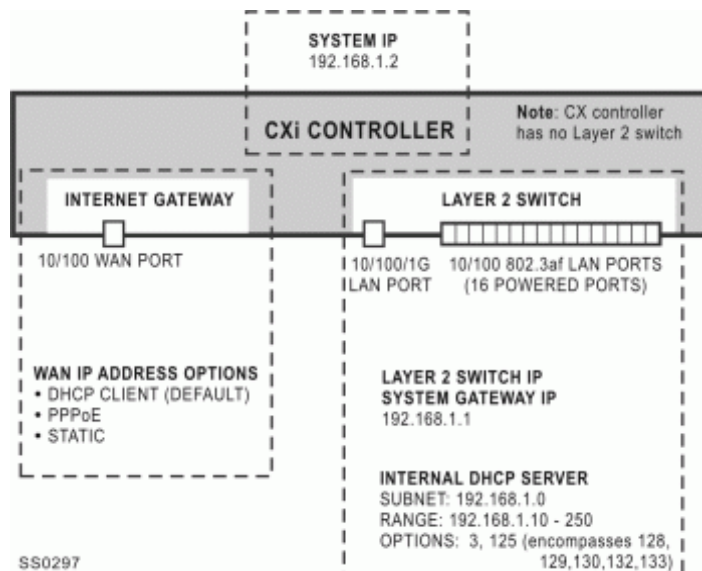 SYSTEM IP
192.168.1.2
CXi CONTROLLER
Note: CX controller
has no Layer 2 switch
INTERNET GATEWAY
10/100 WAN PORT
WAN IP ADDRESS OPTIONS
• DHCP CLIENT (DEFAULT)
• PPPoE
• STATIC
LAYER 2 SWITCH
10/100/1G
LAN PORT
10/100 802.3af LAN PORTS
(16 POWERED PORTS)
LAYER 2 SWITCH IP
SYSTEM GATEWAY IP
192.168.1.1
INTERNAL DHCP SERVER
SUBNET: 192.168.1.0
RANGE: 192.168.1.10 - 250
OPTIONS: 3, 125 (encompasses 128,
129,130,132,133)
SS0297